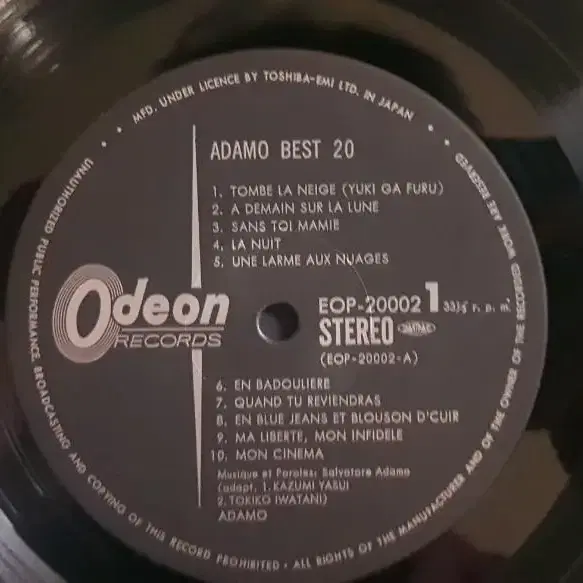 MFD. UNDER LICENCE BY TOSHIBA-EMI LTD. IN JAPAN
ADAMO BEST 20
1. TOMBE LA NEIGE (YUKI GA FURU)
2. A DEMAIN SUR LA LUNE
3. SANS TOI MAMIE
4. LA NUIT
5. UNE LARME AUX NUAGES
Odeon
RECORDS
EOP-20002 1 33⅓ r. p. m.
STEREO
(EOP-20002-A)
6. EN BADOULIERE
7. QUAND TU REVIENDRAS
8. EN BLUE JEANS ET BLOUSON D'CUIR
9. MA LIBERTE, MON INFIDELE
10. MON CINEMA
Musique et Paroles: Salvatore Adamo
(adapt. 1. KAZUMI YASUI
2. TOKIKO IWATANI)
ADAMO
ALL RIGHTS OF THE MANUFACTURER AND OF THE OWNER OF THE RECORDED WORK ARE RESERVED
UNAUTHORIZED PUBLIC PERFORMANCE, BROADCASTING AND COPYING OF THIS RECORD PROHIBITED